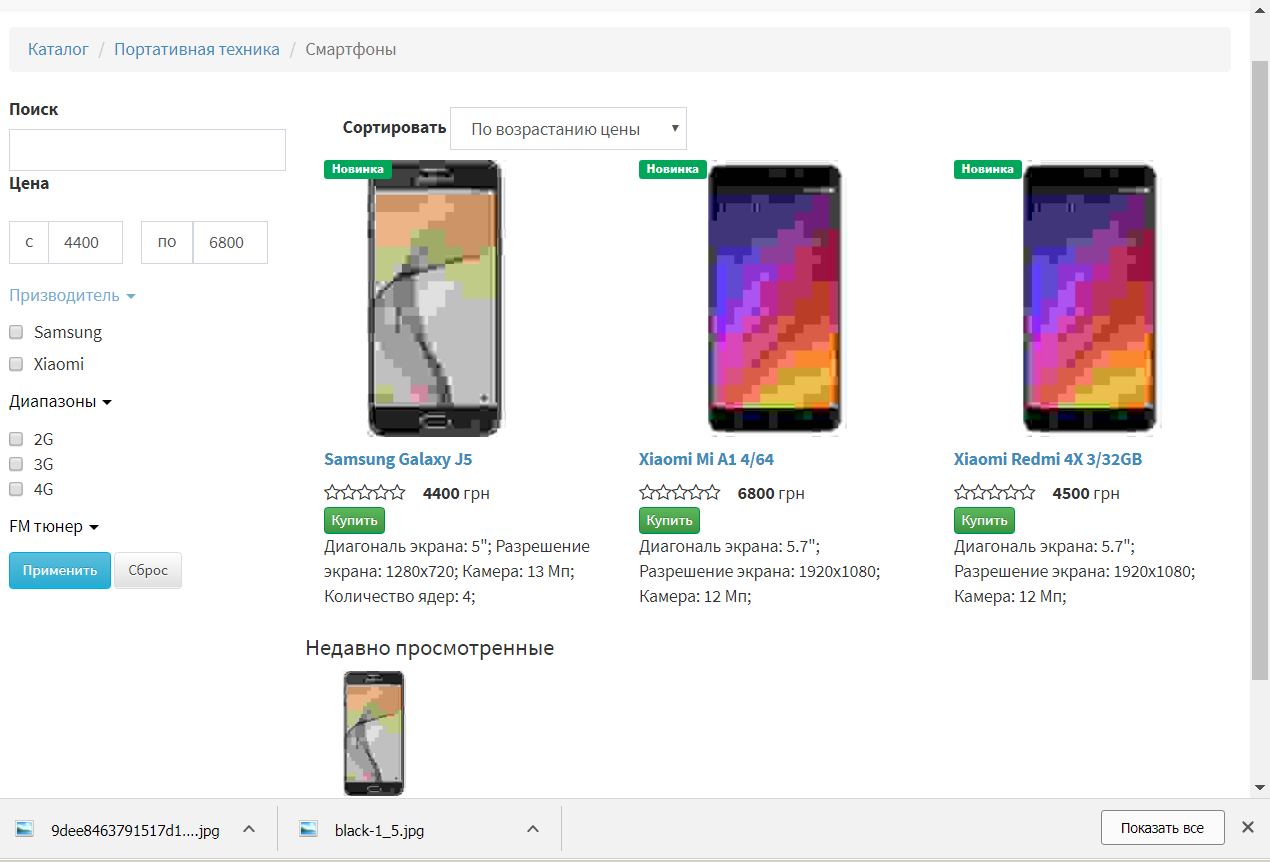 Каталог / Портативная техника / Смартфоны
Поиск
Цена
с 4400 по 6800
Призводитель
Samsung
Xiaomi
Диапазоны
2G
3G
4G
FM тюнер
Применить Сброс
Сортировать По возрастанию цены
Новинка
Samsung Galaxy J5
4400 грн
Купить
Диагональ экрана: 5"; Разрешение
экрана: 1280x720; Камера: 13 Мп;
Количество ядер: 4;
Новинка
Xiaomi Mi A1 4/64
6800 грн
Купить
Диагональ экрана: 5.7";
Разрешение экрана: 1920x1080;
Камера: 12 Мп;
Новинка
Xiaomi Redmi 4X 3/32GB
4500 грн
Купить
Диагональ экрана: 5.7";
Разрешение экрана: 1920x1080;
Камера: 12 Мп;
Недавно просмотренные
9dee8463791517d1....jpg
black-1_5.jpg
Показать все